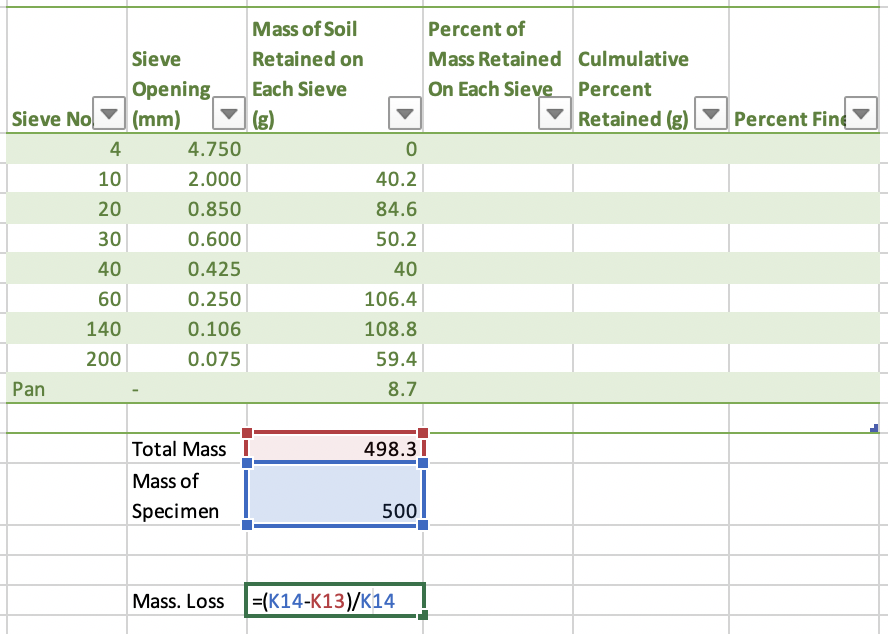 Mass of Soil Percent of
Sieve Retained on Mass Retained Culmulative
Opening Each Sieve On Each Sieve Percent
Sieve No. (mm) (g) Retained (g) Percent Fine
4 4.750 0
10 2.000 40.2
20 0.850 84.6
30 0.600 50.2
40 0.425 40
60 0.250 106.4
140 0.106 108.8
200 0.075 59.4
Pan - 8.7
Total Mass 498.3
Mass of
Specimen 500
Mass. Loss =(K14-K13)/K14